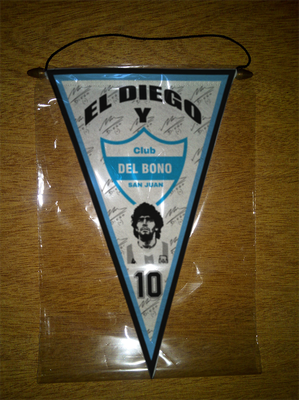 EL DIEGO
Y
Club
DEL BONO
SAN JUAN
10